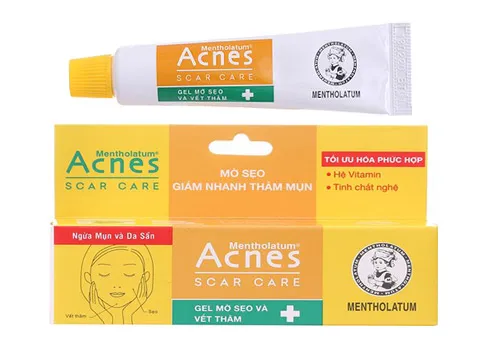 Mentholatum®
Acnes
SCAR CARE
GEL MỜ SẸO
VÀ VẾT THÂM
MENTHOLATUM
Mentholatum®
Acnes
SCAR CARE
MỜ SẸO
GIẢM NHANH THÂM MỤN
TỐI ƯU HÓA PHỨC HỢP
• Hệ Vitamin
• Tinh chất nghệ
Ngừa Mụn và Da Sần
Vết thâm
Sẹo
Mentholatum®
Acnes
SCAR CARE
GEL MỜ SẸO VÀ
VẾT THÂM
MENTHOLATUM
MENTHOLATUM